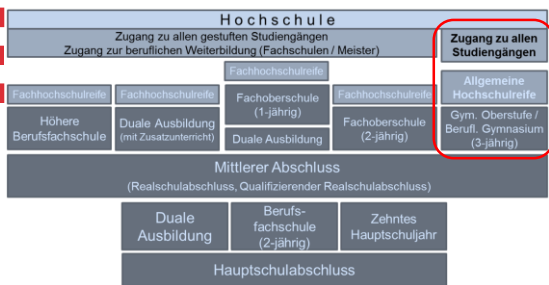 Hochschule
Zugang zu allen gestuften Studiengängen
Zugang zur beruflichen Weiterbildung (Fachschulen / Meister)
Zugang zu allen
Studiengängen
Fachhochschulreife
Fachhochschulreife
Fachhochschulreife
Fachoberschule
(1-jährig)
Fachhochschulreife
Allgemeine
Hochschulreife
Höhere
Berufsfachschule
Duale Ausbildung
(mit Zusatzunterricht)
Duale Ausbildung
Fachoberschule
(2-jährig)
Gym. Oberstufe /
Berufl. Gymnasium
(3-jährig)
Mittlerer Abschluss
(Realschulabschluss, Qualifizierender Realschulabschluss)
Duale
Ausbildung
Berufs-
fachschule
(2-jährig)
Zehntes
Hauptschuljahr
Hauptschulabschluss